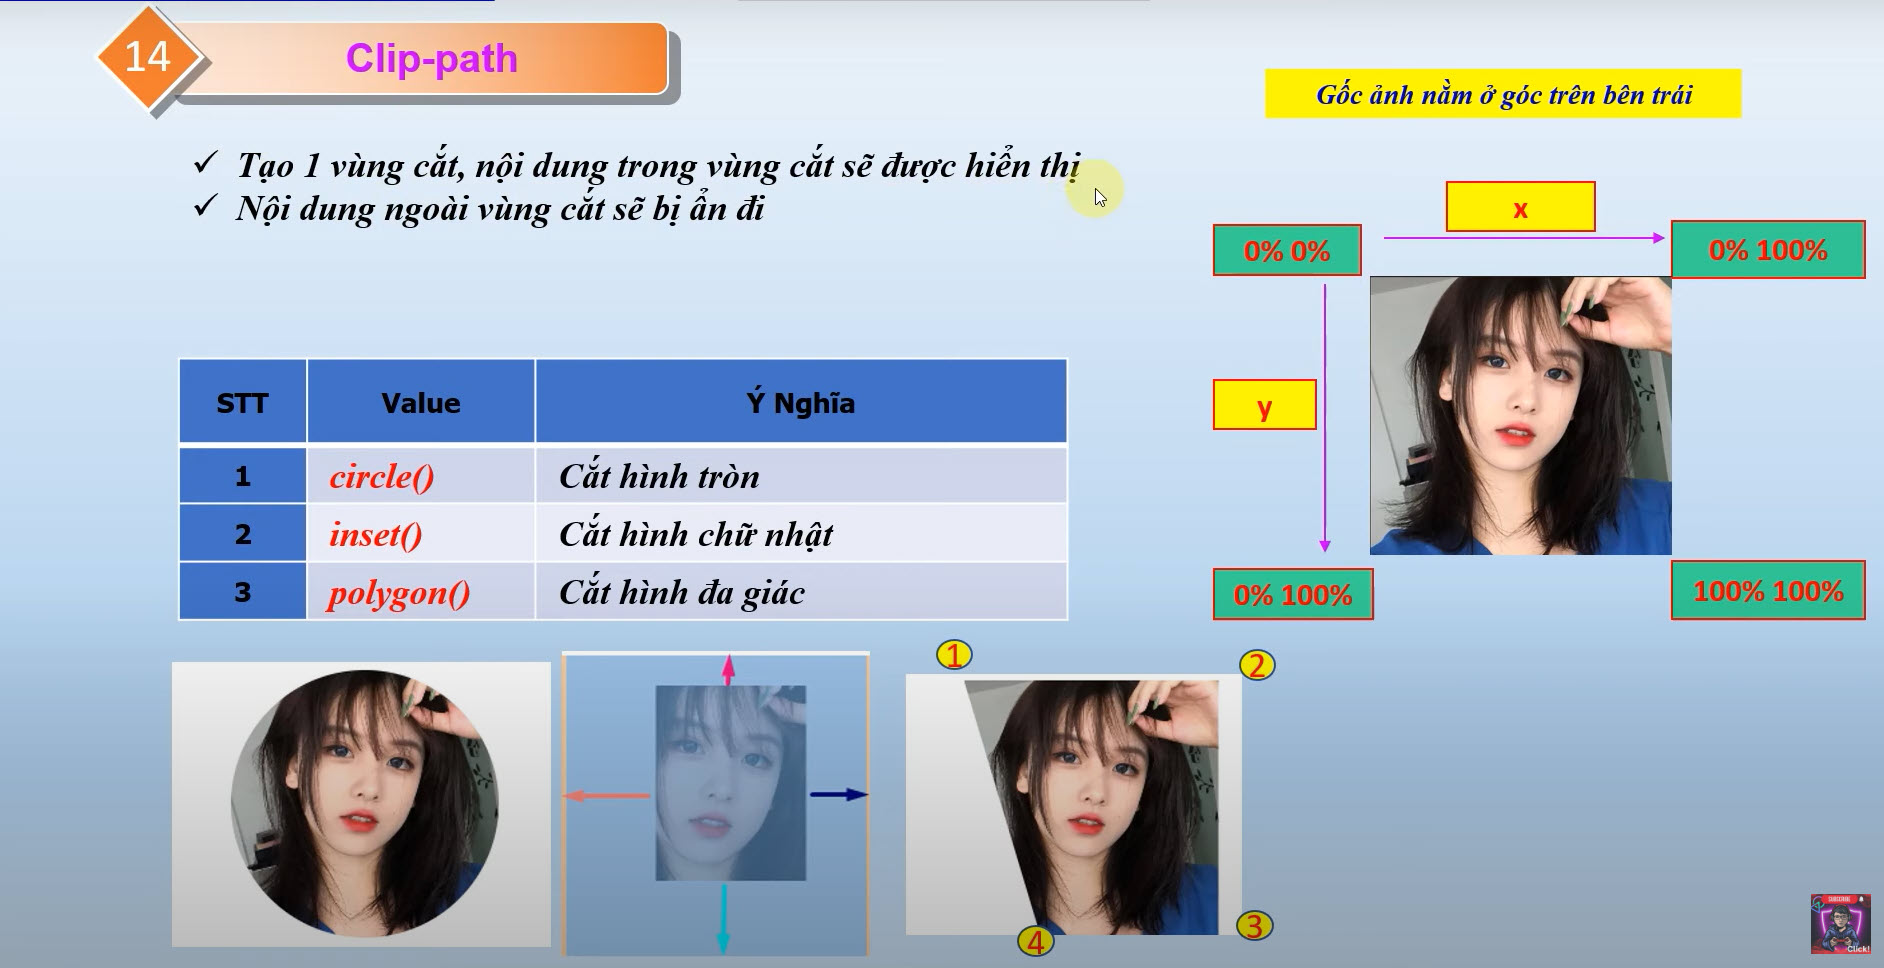 14
Clip-path
Gốc ảnh nằm ở góc trên bên trái
Tạo 1 vùng cắt, nội dung trong vùng cắt sẽ được hiển thị
Nội dung ngoài vùng cắt sẽ bị ẩn đi
x
0% 0%
0% 100%
y
0% 100%
100% 100%
STT Value Ý Nghĩa
1 circle() Cắt hình tròn
2 inset() Cắt hình chữ nhật
3 polygon() Cắt hình đa giác
1
2
3
4
SUBSCRIBE
Click!